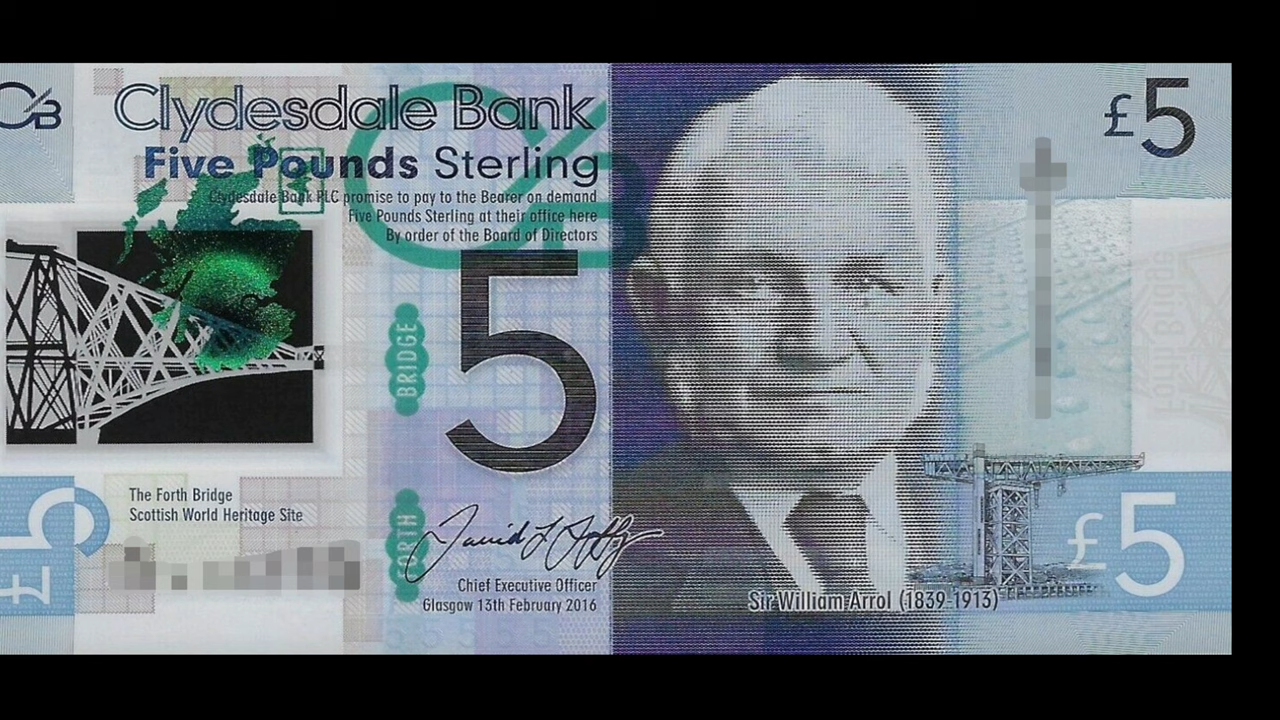 CB
Clydesdale Bank
£5
Five Pounds Sterling
Clydesdale Bank PLC promise to pay to the Bearer on demand
Five Pounds Sterling at their office here
By order of the Board of Directors
5
BRIDGE
FORTH
The Forth Bridge
Scottish World Heritage Site
£5
£5
Chief Executive Officer
Glasgow 13th February 2016
Sir William Arrol (1839-1913)